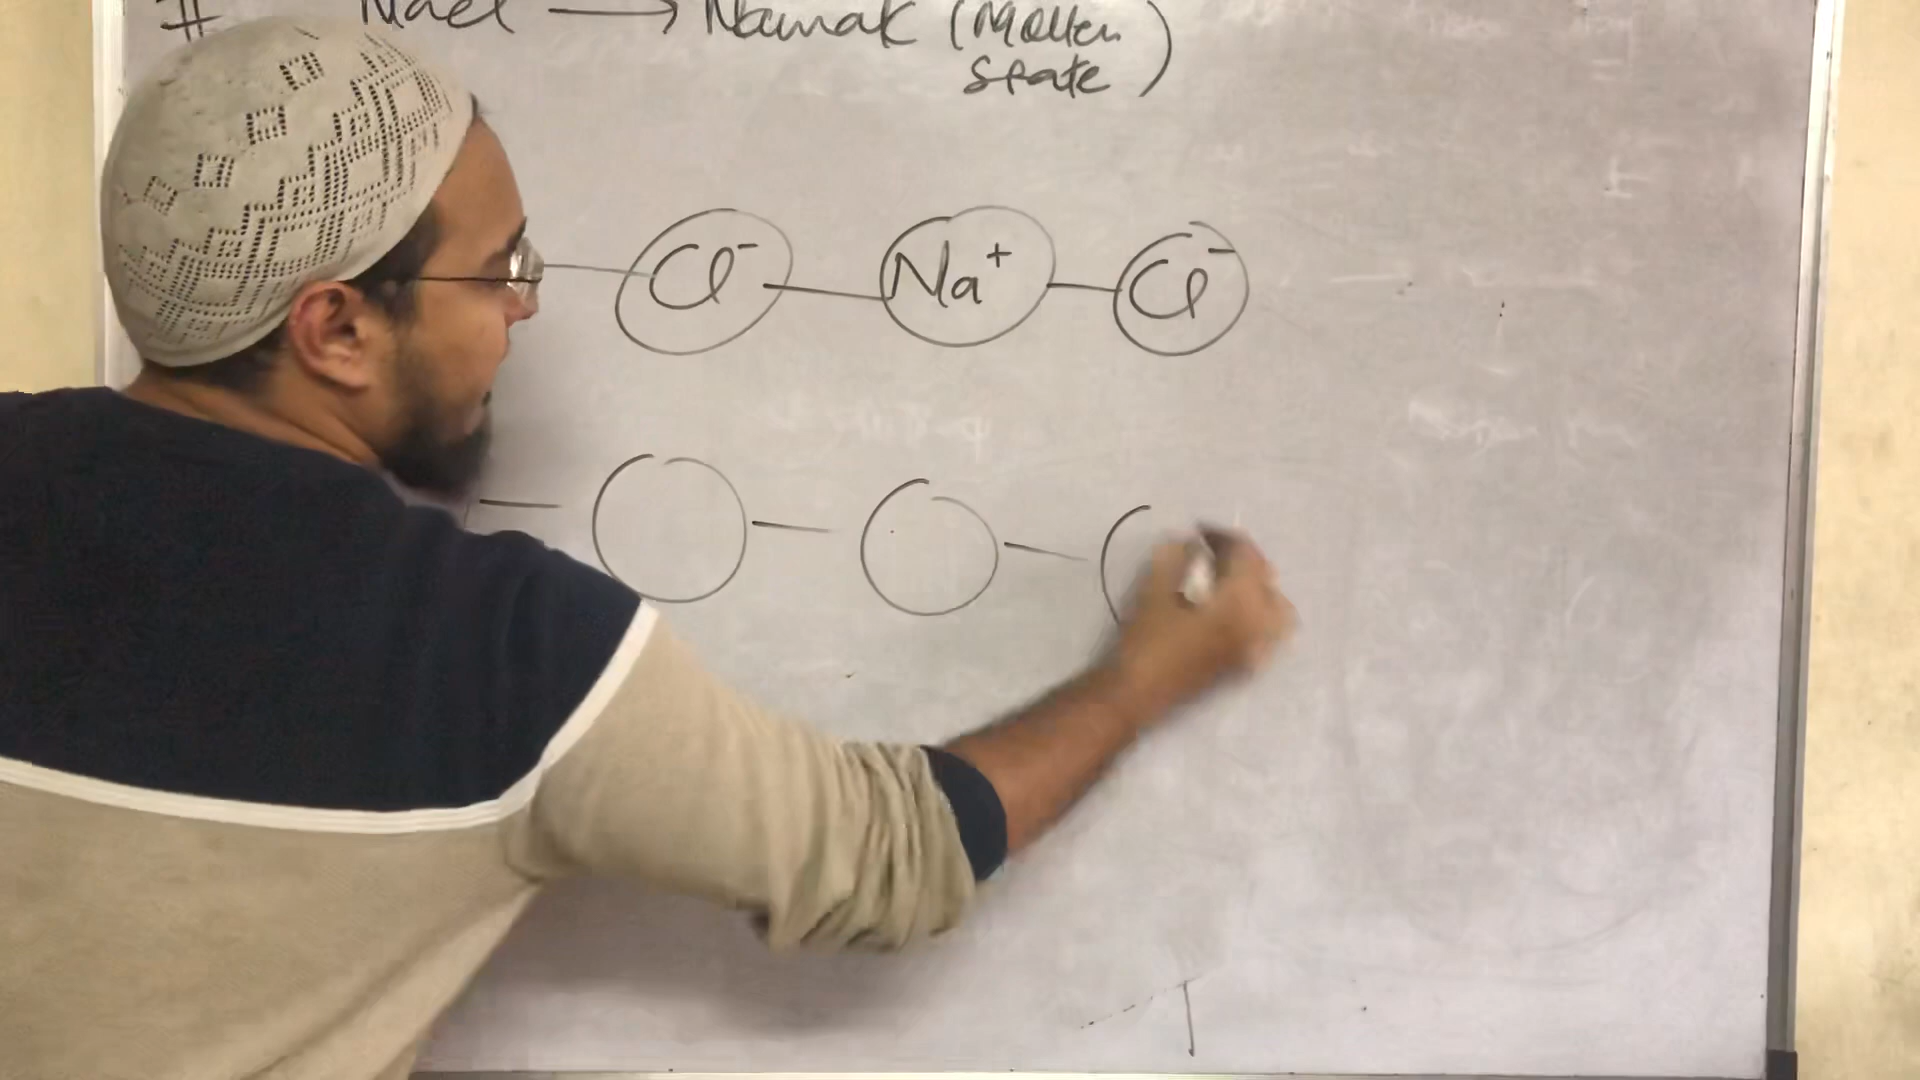 # Nacl → Namak (Molten
State)
Cl⁻ — Na⁺ — Cl⁻